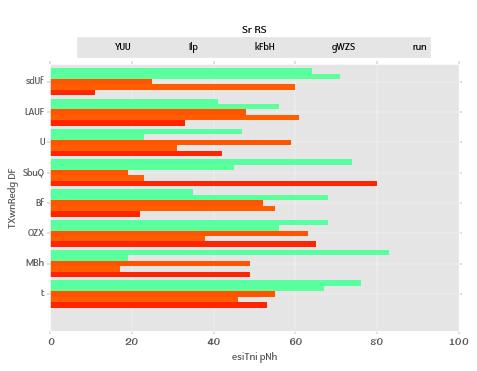 Sr RS
YUU Ilp kFbH gWZS run
sdUF
LAUF
U
SbuQ
Bf
OZX
MBh
t
TXwnRedg DF
0 20 40 60 80 100
esiTni pNh